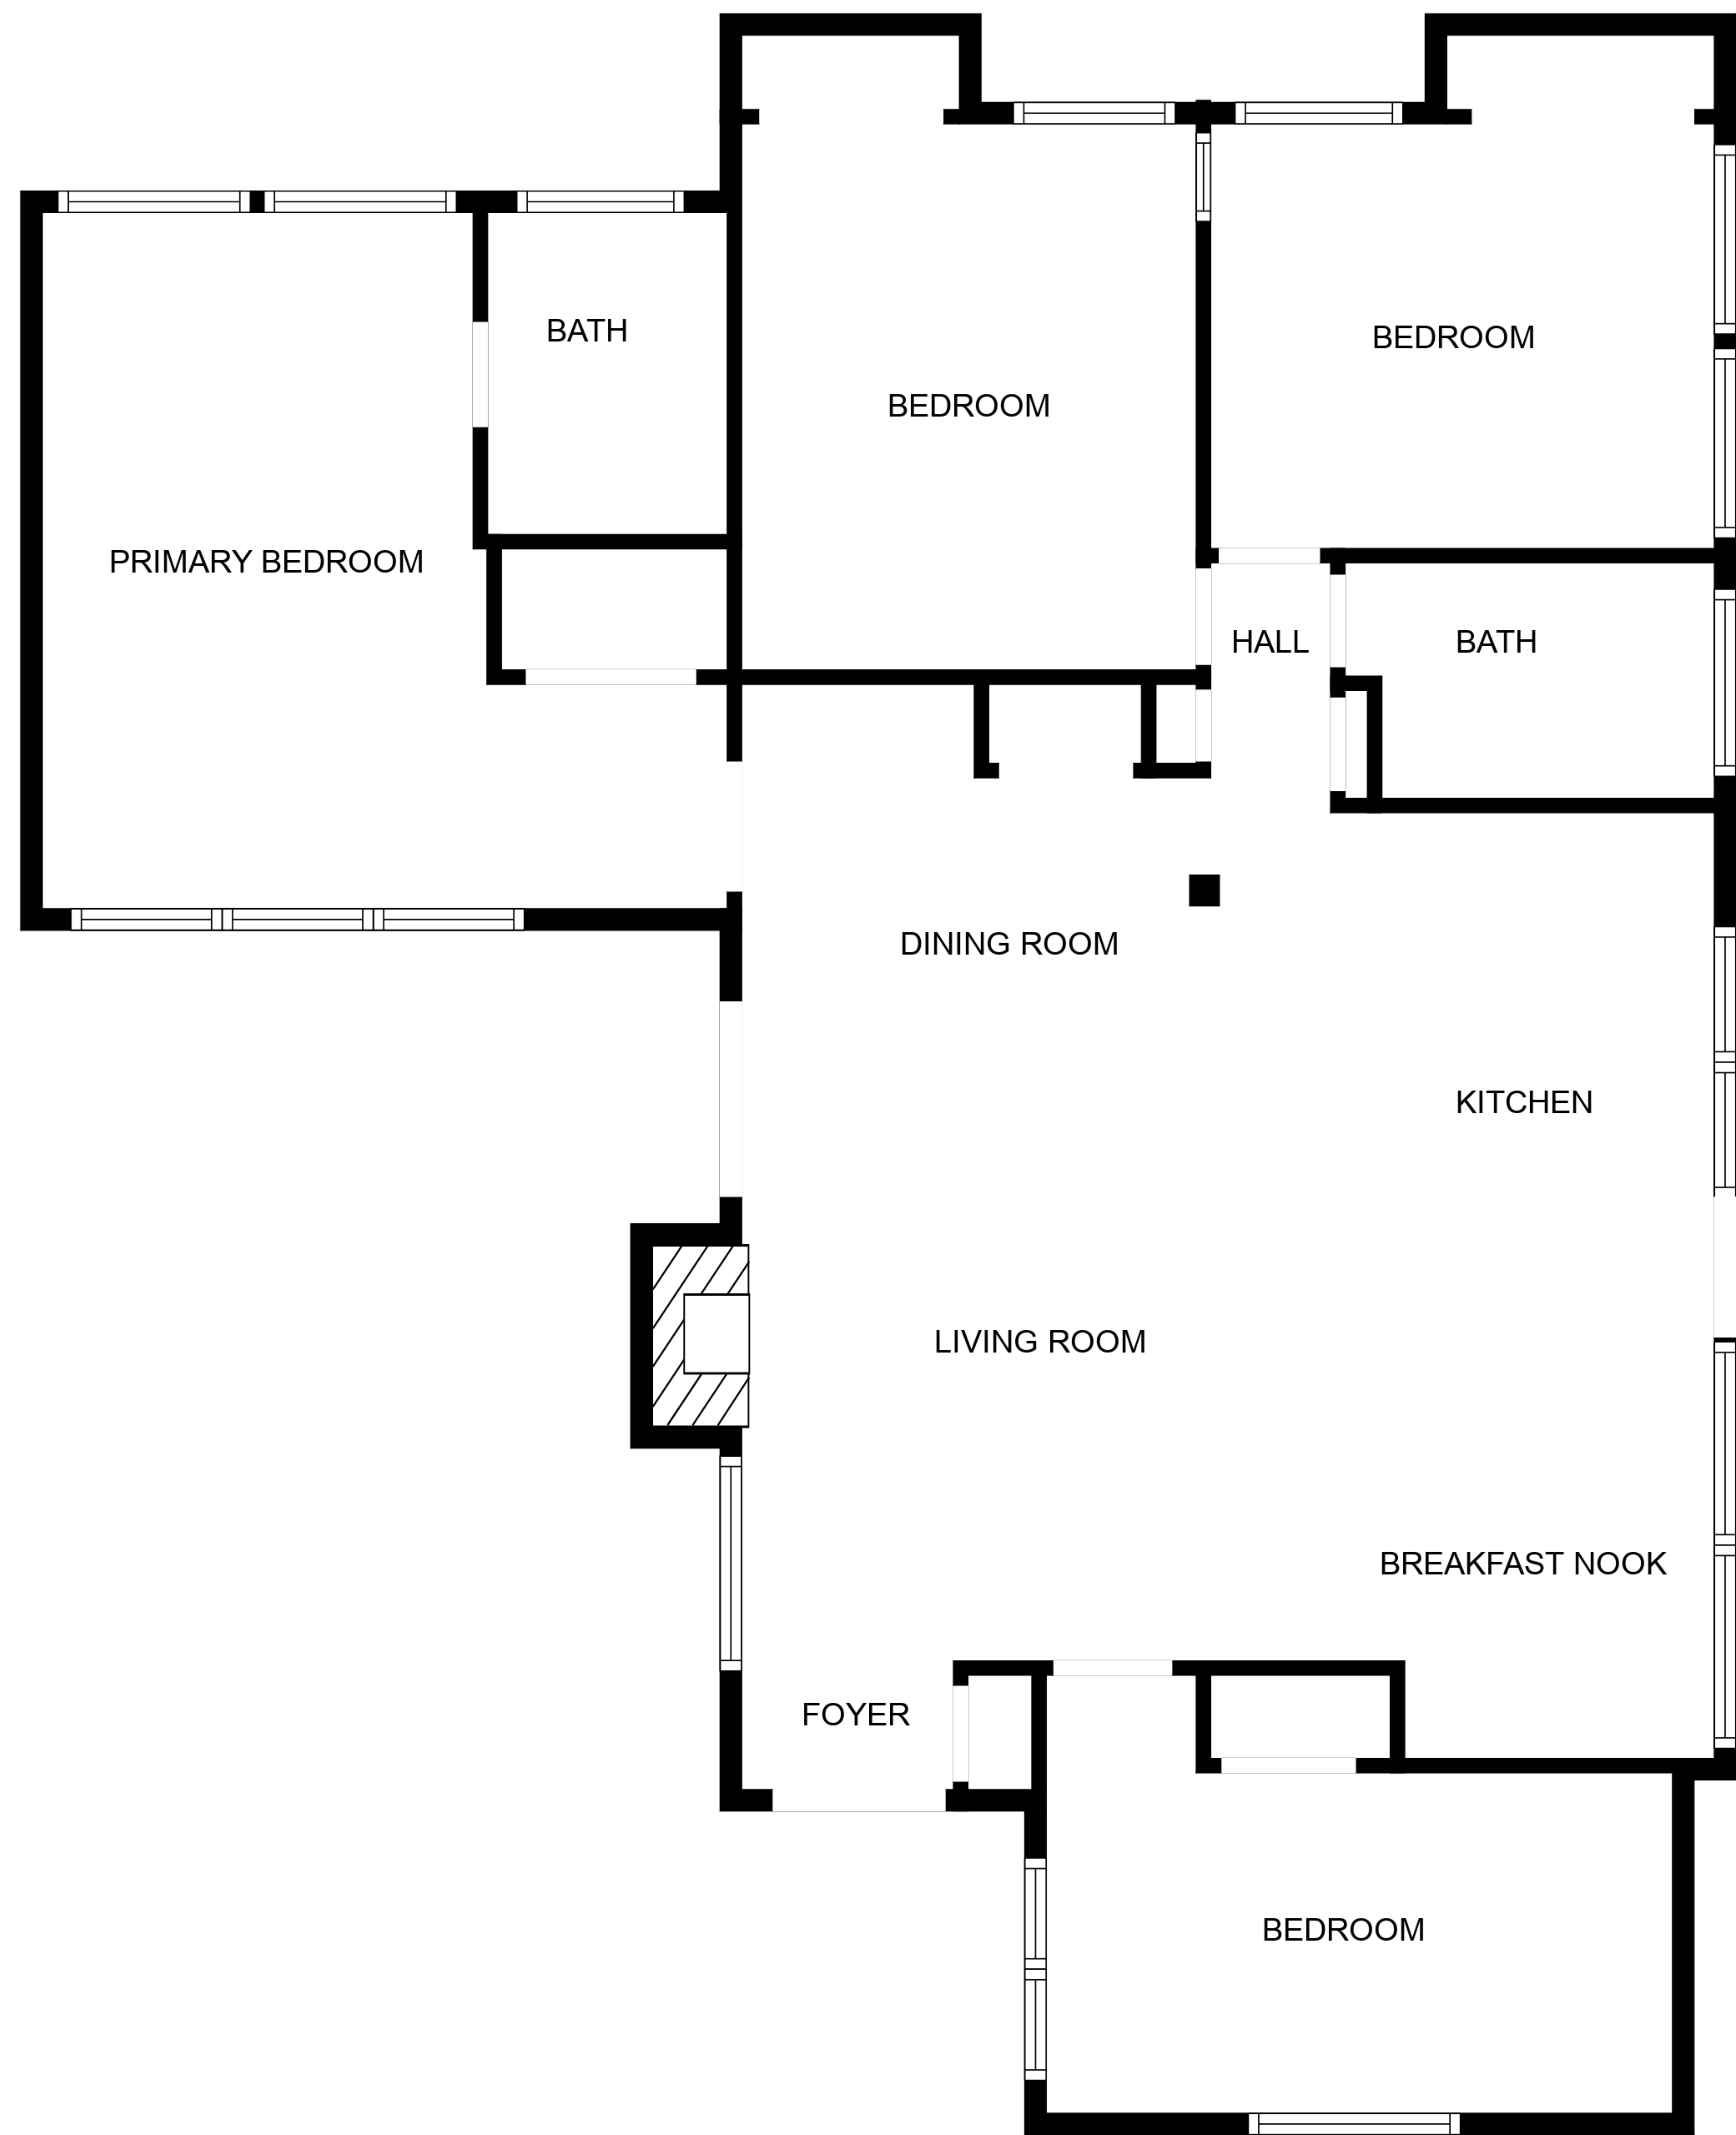 BATH
BEDROOM
BEDROOM
PRIMARY BEDROOM
HALL
BATH
DINING ROOM
KITCHEN
LIVING ROOM
BREAKFAST NOOK
FOYER
BEDROOM